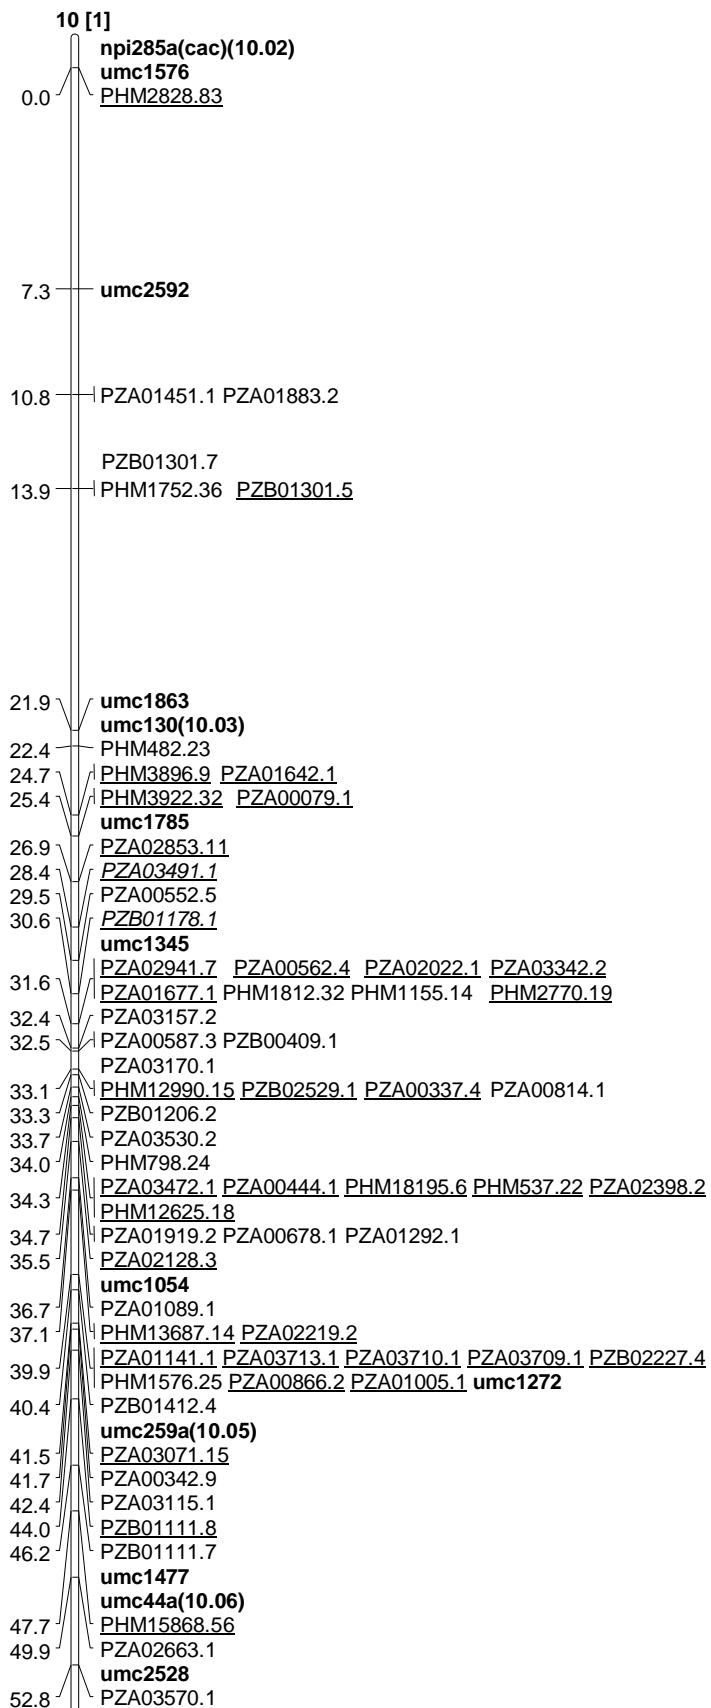 10 [1]
npi285a(cac)(10.02)
umc1576
0.0 PHM2828.83
7.3 umc2592
10.8 PZA01451.1 PZA01883.2
PZB01301.7
13.9 PHM1752.36 PZB01301.5
21.9 umc1863
umc130(10.03)
22.4 PHM482.23
24.7 PHM3896.9 PZA01642.1
25.4 PHM3922.32 PZA00079.1
umc1785
26.9 PZA02853.11
28.4 PZA03491.1
29.5 PZA00552.5
30.6 PZB01178.1
umc1345
PZA02941.7 PZA00562.4 PZA02022.1 PZA03342.2
31.6 PZA01677.1 PHM1812.32 PHM1155.14 PHM2770.19
32.4 PZA03157.2
32.5 PZA00587.3 PZB00409.1
PZA03170.1
33.1 PHM12990.15 PZB02529.1 PZA00337.4 PZA00814.1
33.3 PZB01206.2
33.7 PZA03530.2
34.0 PHM798.24
PZA03472.1 PZA00444.1 PHM18195.6 PHM537.22 PZA02398.2
34.3 PHM12625.18
34.7 PZA01919.2 PZA00678.1 PZA01292.1
35.5 PZA02128.3
umc1054
36.7 PZA01089.1
37.1 PHM13687.14 PZA02219.2
PZA01141.1 PZA03713.1 PZA03710.1 PZA03709.1 PZB02227.4
39.9 PHM1576.25 PZA00866.2 PZA01005.1 umc1272
40.4 PZB01412.4
umc259a(10.05)
41.5 PZA03071.15
41.7 PZA00342.9
42.4 PZA03115.1
44.0 PZB01111.8
46.2 PZB01111.7
umc1477
umc44a(10.06)
47.7 PHM15868.56
49.9 PZA02663.1
umc2528
52.8 PZA03570.1